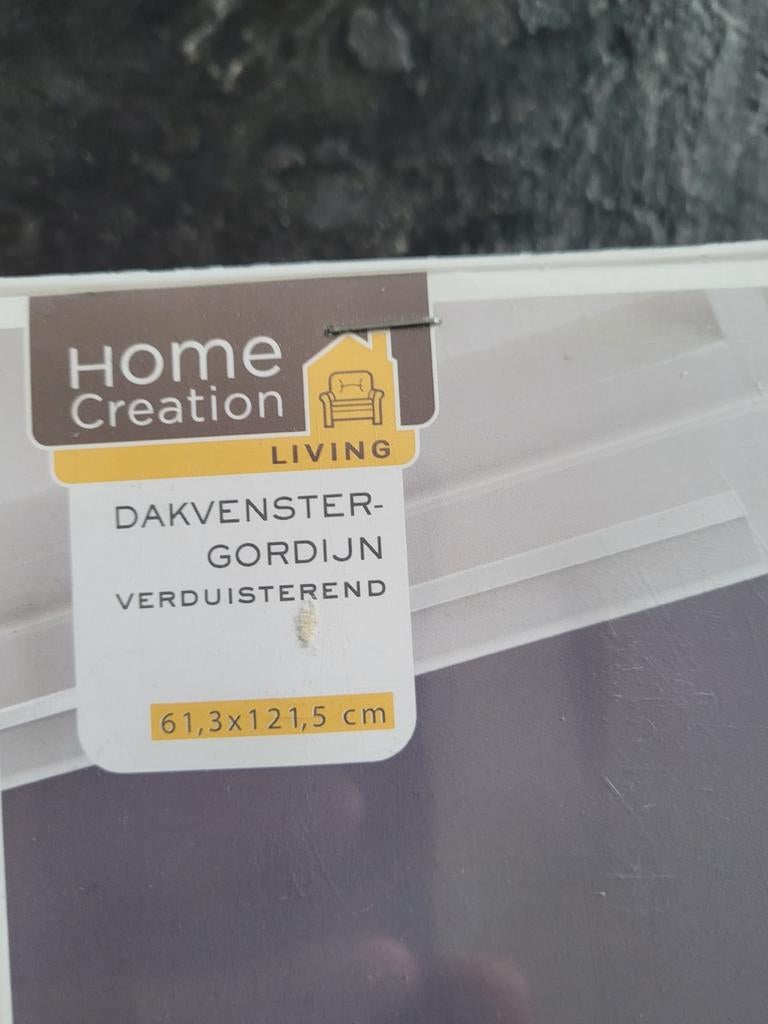 Home
Creation
LIVING
DAKVENSTER-
GORDIJN
VERDUISTEREND
61,3x121,5 cm